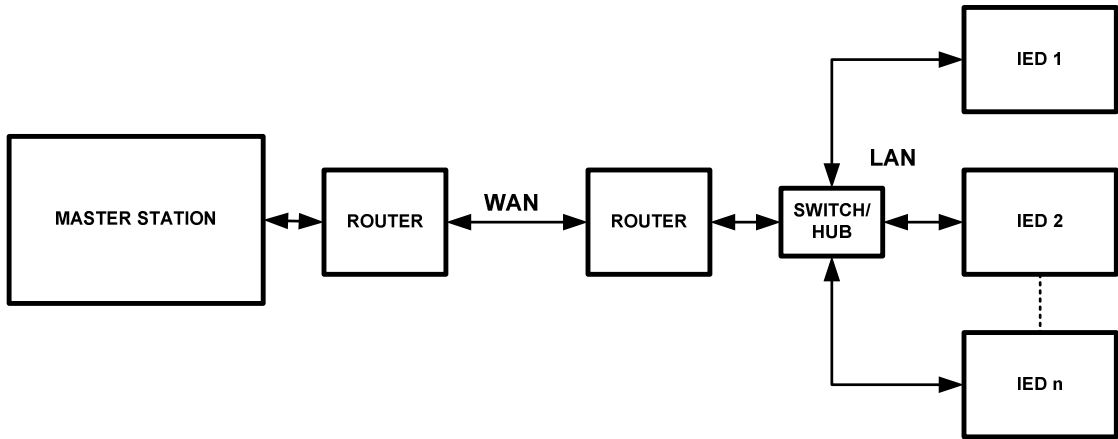 IED 1
LAN
MASTER STATION
ROUTER
WAN
ROUTER
SWITCH/
HUB
IED 2
IED n